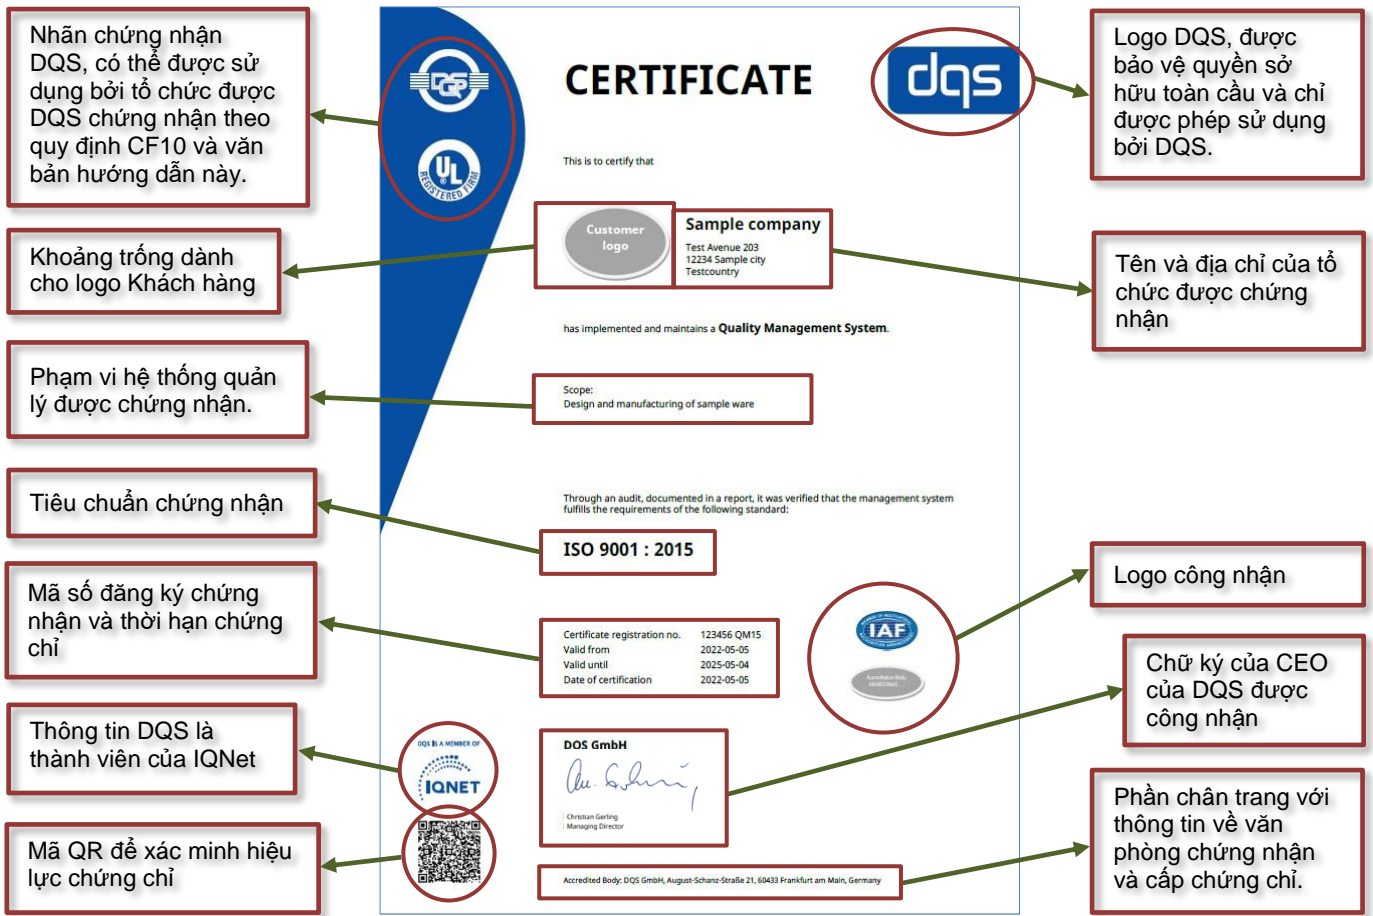 Nhãn chứng nhận
DQS, có thể được sử
dụng bởi tổ chức được
DQS chứng nhận theo
quy định CF10 và văn
bản hướng dẫn này.
Khoảng trống dành
cho logo Khách hàng
Phạm vi hệ thống quản
lý được chứng nhận.
Tiêu chuẩn chứng nhận
Mã số đăng ký chứng
nhận và thời hạn chứng
chỉ
Thông tin DQS là
thành viên của IQNet
Mã QR để xác minh hiệu
lực chứng chỉ
DQS
UL
REGISTERED FIRM
CERTIFICATE
dqs
This is to certify that
Customer
logo
Sample company
Test Avenue 203
12234 Sample city
Testcountry
has implemented and maintains a Quality Management System.
Scope:
Design and manufacturing of sample ware
Through an audit, documented in a report, it was verified that the management system
fulfills the requirements of the following standard:
ISO 9001 : 2015
Certificate registration no. 123456 QM15
Valid from 2022-05-05
Valid until 2025-05-04
Date of certification 2022-05-05
IAF
Accreditation Body
DQS IS A MEMBER OF
IQNET
DOS GmbH
Christian Gerling
Managing Director
Accredited Body: DQS GmbH, August-Schanz-Straße 21, 60433 Frankfurt am Main, Germany
Logo DQS, được
bảo vệ quyền sở
hữu toàn cầu và chỉ
được phép sử dụng
bởi DQS.
Tên và địa chỉ của tổ
chức được chứng
nhận
Logo công nhận
Chữ ký của CEO
của DQS được
công nhận
Phần chân trang với
thông tin về văn
phòng chứng nhận
và cấp chứng chỉ.